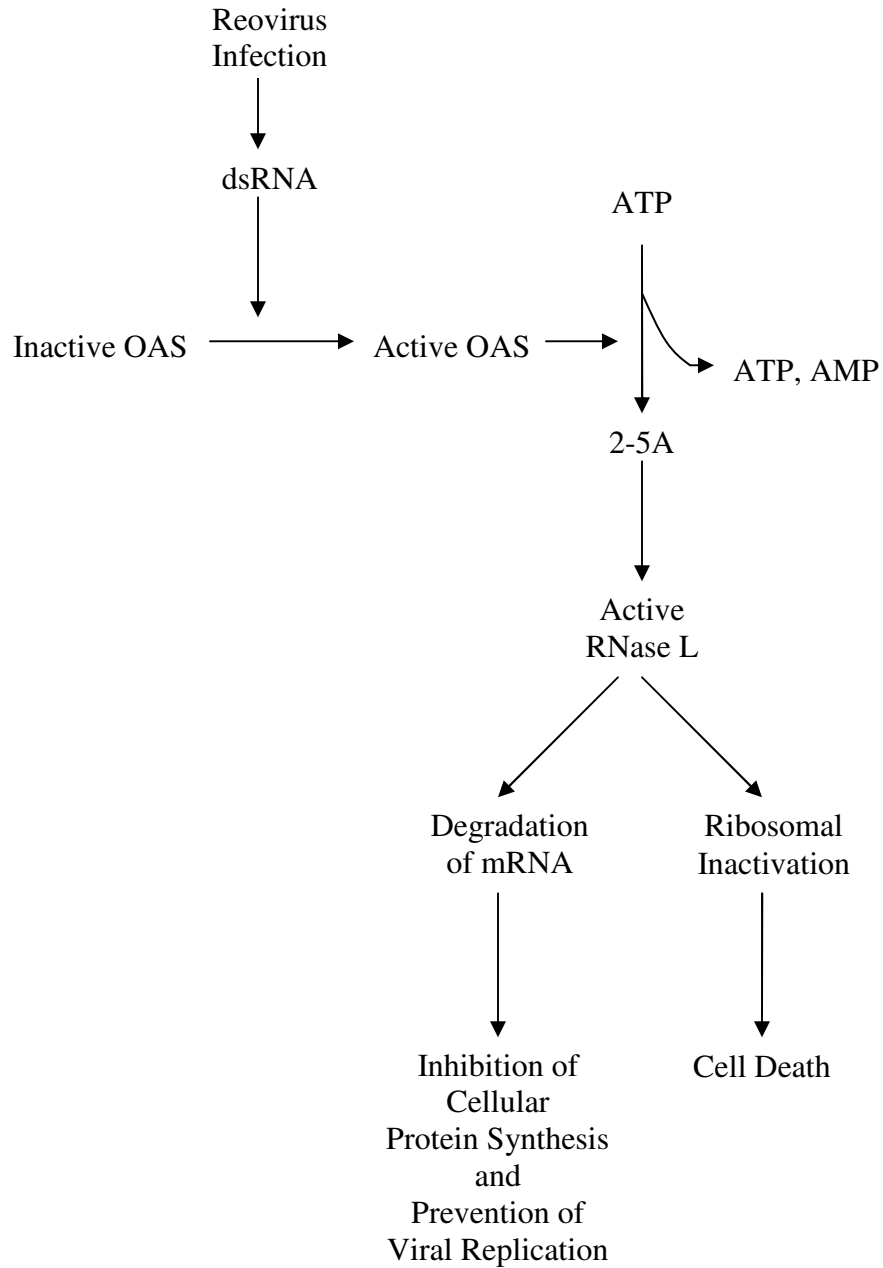 Reovirus
Infection
dsRNA
ATP
Inactive OAS
Active OAS
ATP, AMP
2-5A
Active
RNase L
Degradation
of mRNA
Ribosomal
Inactivation
Inhibition of
Cellular
Protein Synthesis
and
Prevention of
Viral Replication
Cell Death